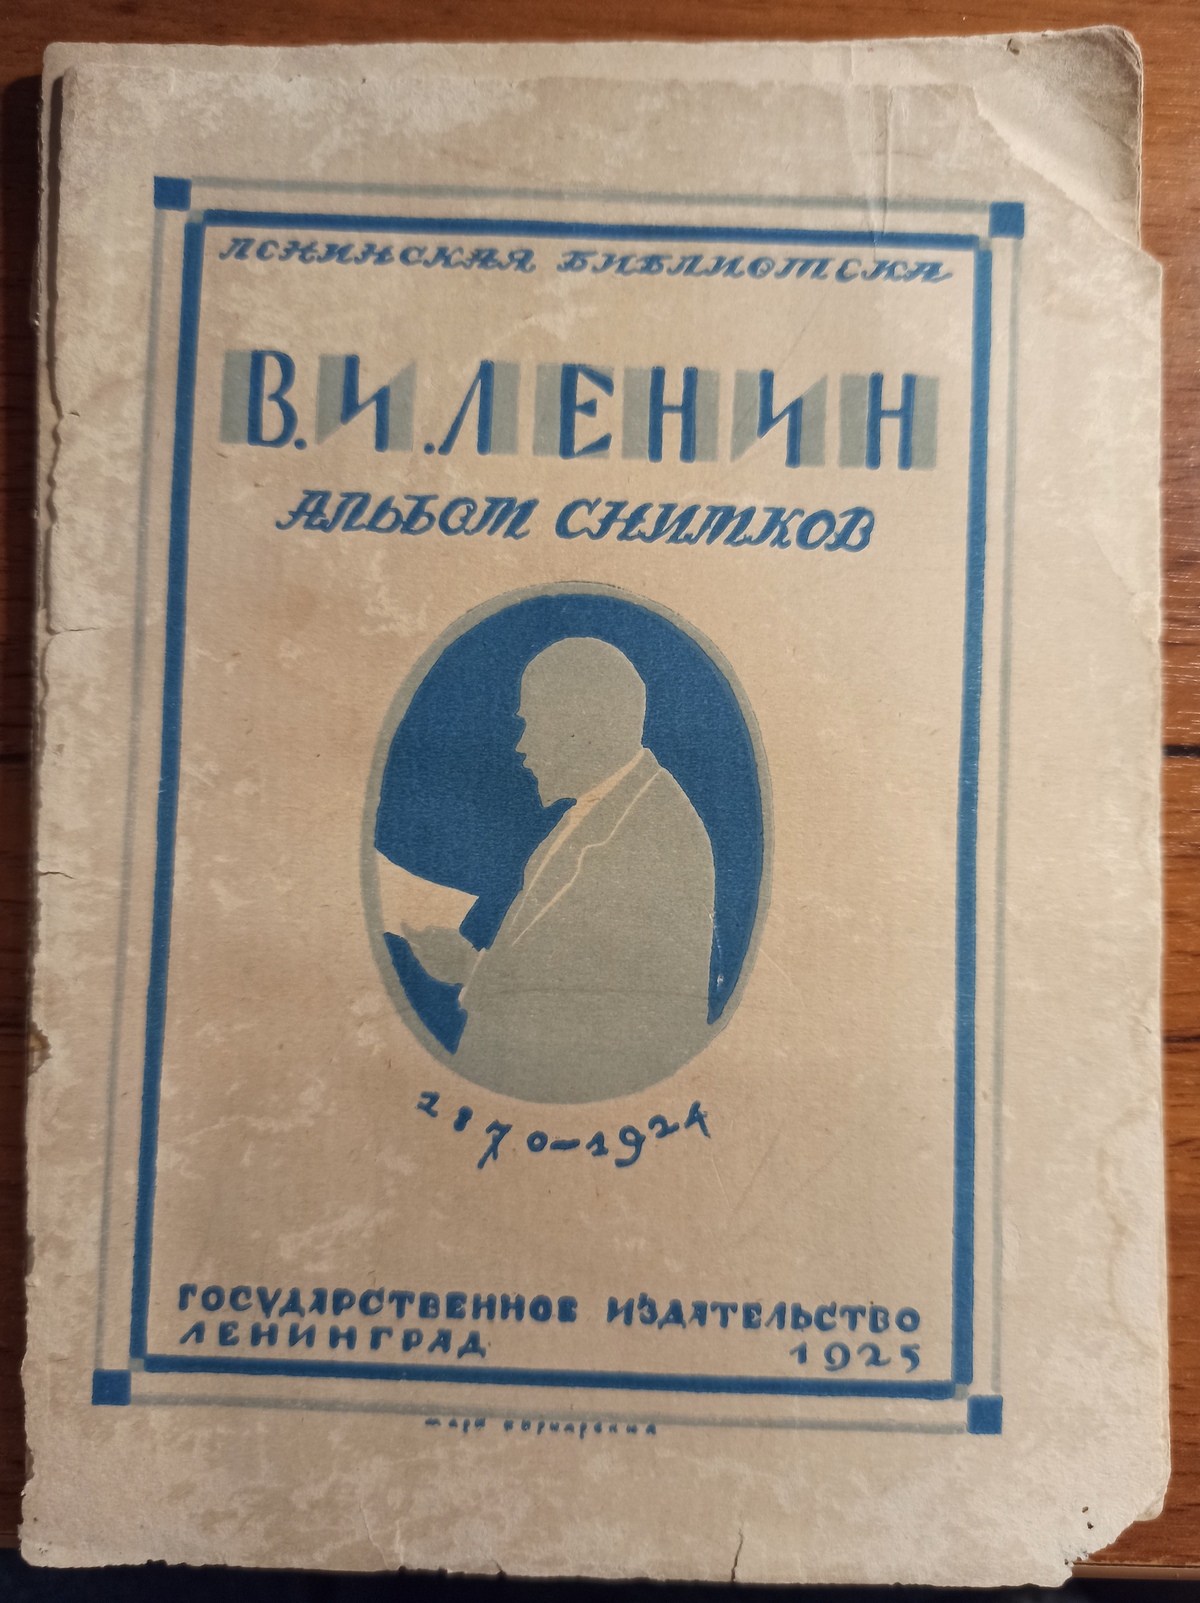 ЛЕНИНСКАЯ БИБЛИОТЕКА
В. И. ЛЕНИН
АЛЬБОМ СНИМКОВ
1870–1924
ГОСУДАРСТВЕННОЕ ИЗДАТЕЛЬСТВО
ЛЕНИНГРАД 1925